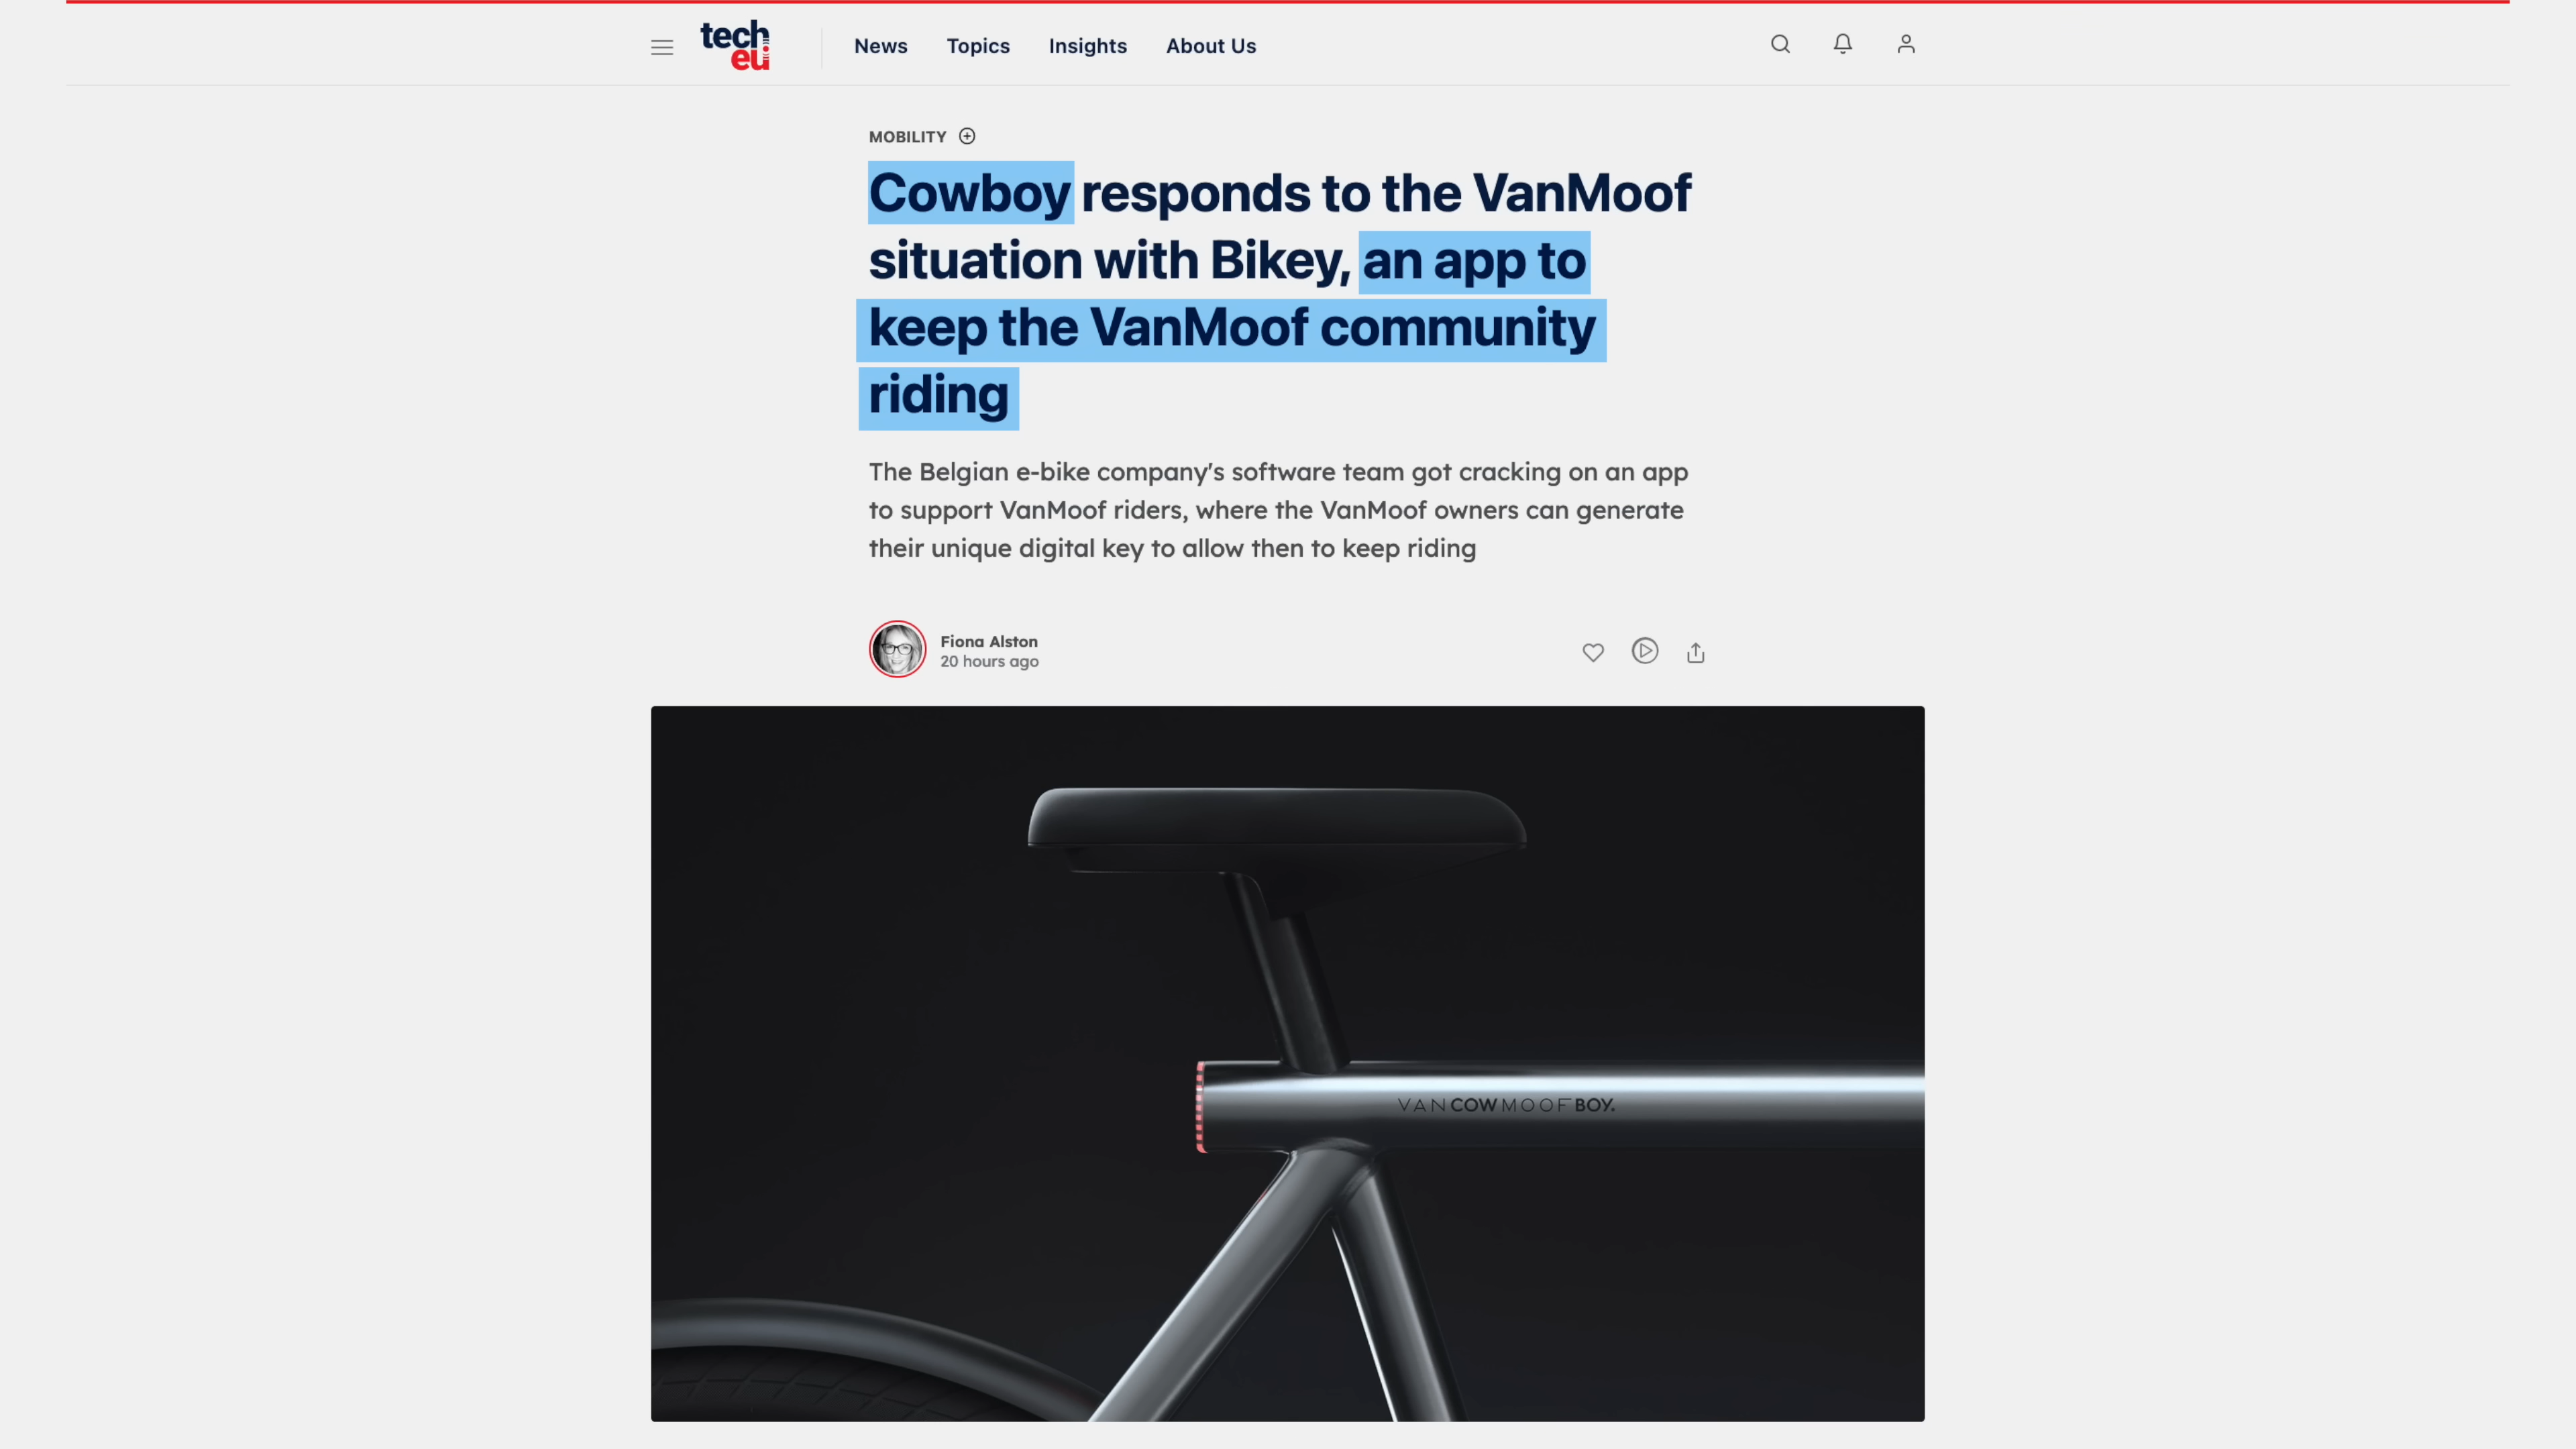 tech
eu
News Topics Insights About Us
MOBILITY
Cowboy responds to the VanMoof
situation with Bikey, an app to
keep the VanMoof community
riding
The Belgian e-bike company's software team got cracking on an app
to support VanMoof riders, where the VanMoof owners can generate
their unique digital key to allow then to keep riding
Fiona Alston
20 hours ago
VANCOWMOOFBOY.